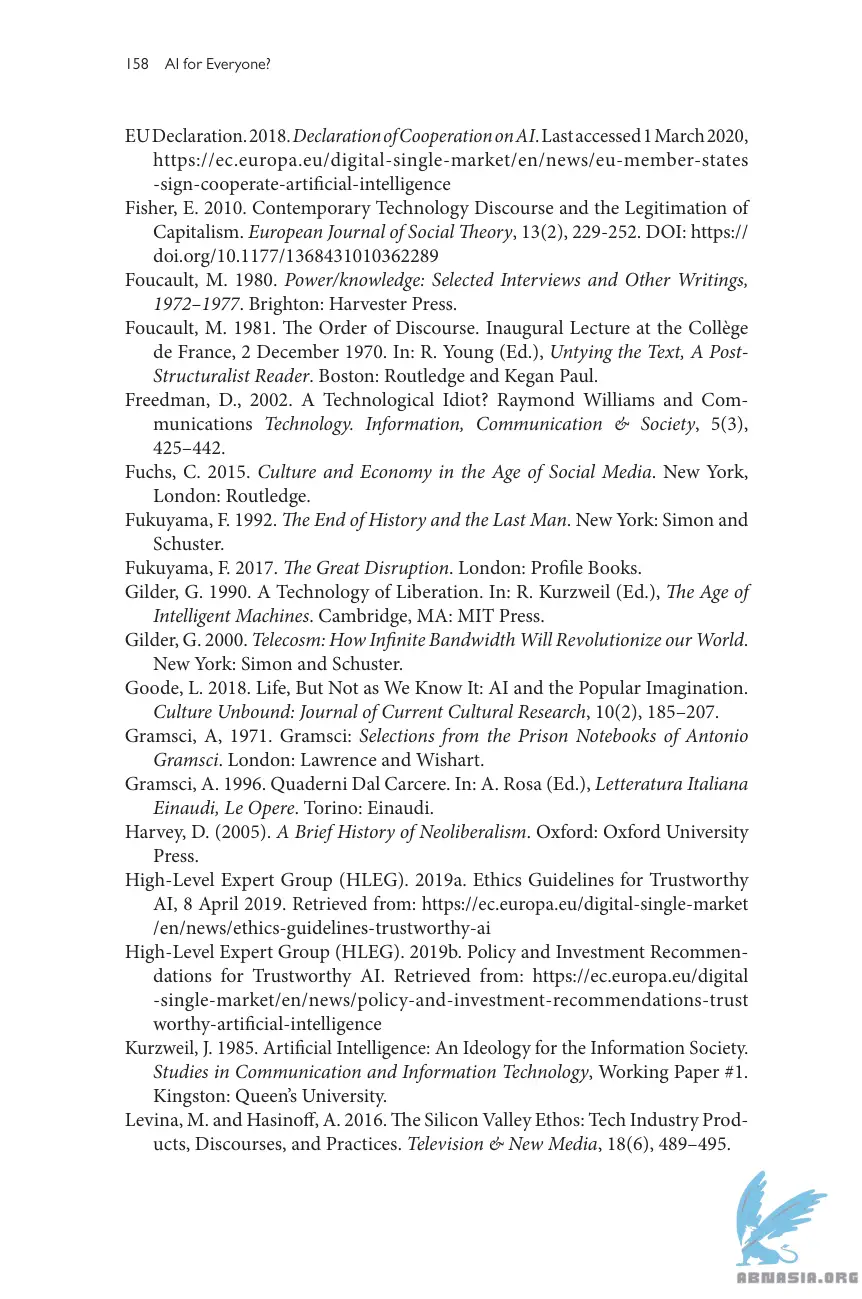 158 AI for Everyone?
EU Declaration. 2018. Declaration of Cooperation on AI. Last accessed 1 March 2020,
https://ec.europa.eu/digital-single-market/en/news/eu-member-states
-sign-cooperate-artificial-intelligence
Fisher, E. 2010. Contemporary Technology Discourse and the Legitimation of
Capitalism. European Journal of Social Theory, 13(2), 229-252. DOI: https://
doi.org/10.1177/1368431010362289
Foucault, M. 1980. Power/knowledge: Selected Interviews and Other Writings,
1972–1977. Brighton: Harvester Press.
Foucault, M. 1981. The Order of Discourse. Inaugural Lecture at the Collège
de France, 2 December 1970. In: R. Young (Ed.), Untying the Text, A Post-
Structuralist Reader. Boston: Routledge and Kegan Paul.
Freedman, D., 2002. A Technological Idiot? Raymond Williams and Com-
munications Technology. Information, Communication & Society, 5(3),
425–442.
Fuchs, C. 2015. Culture and Economy in the Age of Social Media. New York,
London: Routledge.
Fukuyama, F. 1992. The End of History and the Last Man. New York: Simon and
Schuster.
Fukuyama, F. 2017. The Great Disruption. London: Profile Books.
Gilder, G. 1990. A Technology of Liberation. In: R. Kurzweil (Ed.), The Age of
Intelligent Machines. Cambridge, MA: MIT Press.
Gilder, G. 2000. Telecosm: How Infinite Bandwidth Will Revolutionize our World.
New York: Simon and Schuster.
Goode, L. 2018. Life, But Not as We Know It: AI and the Popular Imagination.
Culture Unbound: Journal of Current Cultural Research, 10(2), 185–207.
Gramsci, A, 1971. Gramsci: Selections from the Prison Notebooks of Antonio
Gramsci. London: Lawrence and Wishart.
Gramsci, A. 1996. Quaderni Dal Carcere. In: A. Rosa (Ed.), Letteratura Italiana
Einaudi, Le Opere. Torino: Einaudi.
Harvey, D. (2005). A Brief History of Neoliberalism. Oxford: Oxford University
Press.
High-Level Expert Group (HLEG). 2019a. Ethics Guidelines for Trustworthy
AI, 8 April 2019. Retrieved from: https://ec.europa.eu/digital-single-market
/en/news/ethics-guidelines-trustworthy-ai
High-Level Expert Group (HLEG). 2019b. Policy and Investment Recommen-
dations for Trustworthy AI. Retrieved from: https://ec.europa.eu/digital
-single-market/en/news/policy-and-investment-recommendations-trust
worthy-artificial-intelligence
Kurzweil, J. 1985. Artificial Intelligence: An Ideology for the Information Society.
Studies in Communication and Information Technology, Working Paper #1.
Kingston: Queen’s University.
Levina, M. and Hasinoff, A. 2016. The Silicon Valley Ethos: Tech Industry Prod-
ucts, Discourses, and Practices. Television & New Media, 18(6), 489–495.
ABNASIA.ORG